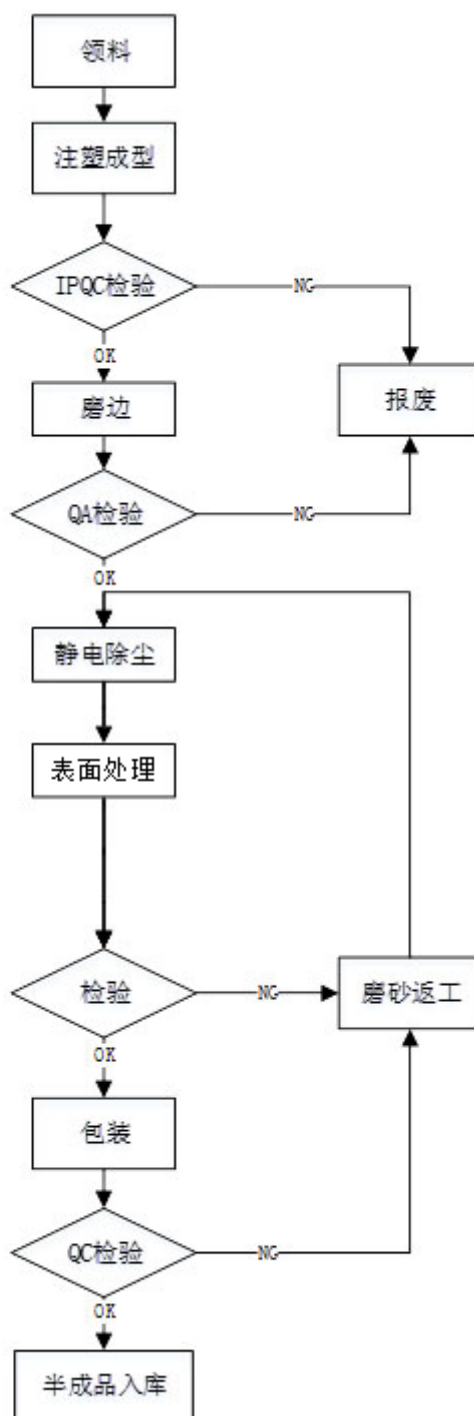 领料
注塑成型
IPQC检验
NG
OK
磨边
报废
QA检验
NG
OK
静电除尘
表面处理
检验
NG
磨砂返工
OK
包装
QC检验
NG
OK
半成品入库